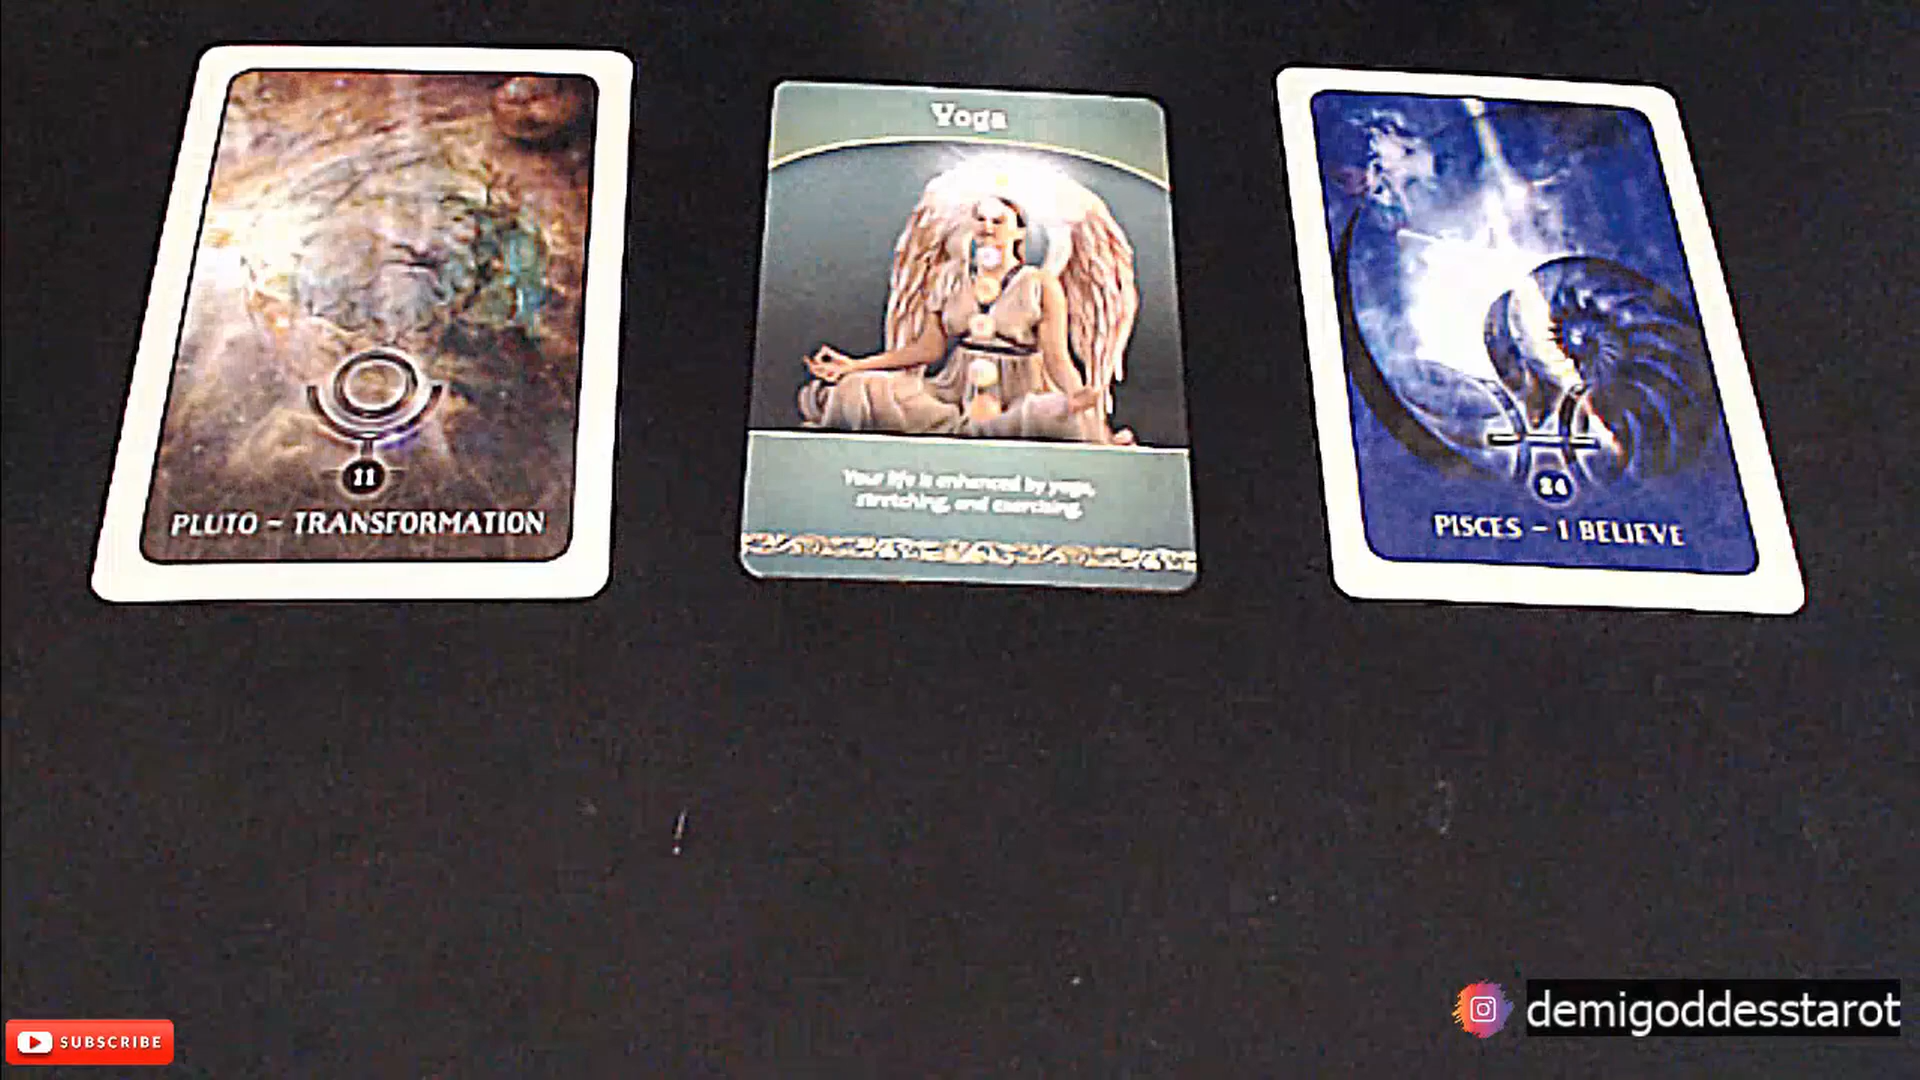 Yoga
11
PLUTO ~ TRANSFORMATION
Your life is enhanced by yoga,
stretching, and exercising.
24
PISCES ~ I BELIEVE
SUBSCRIBE
demigoddesstarot